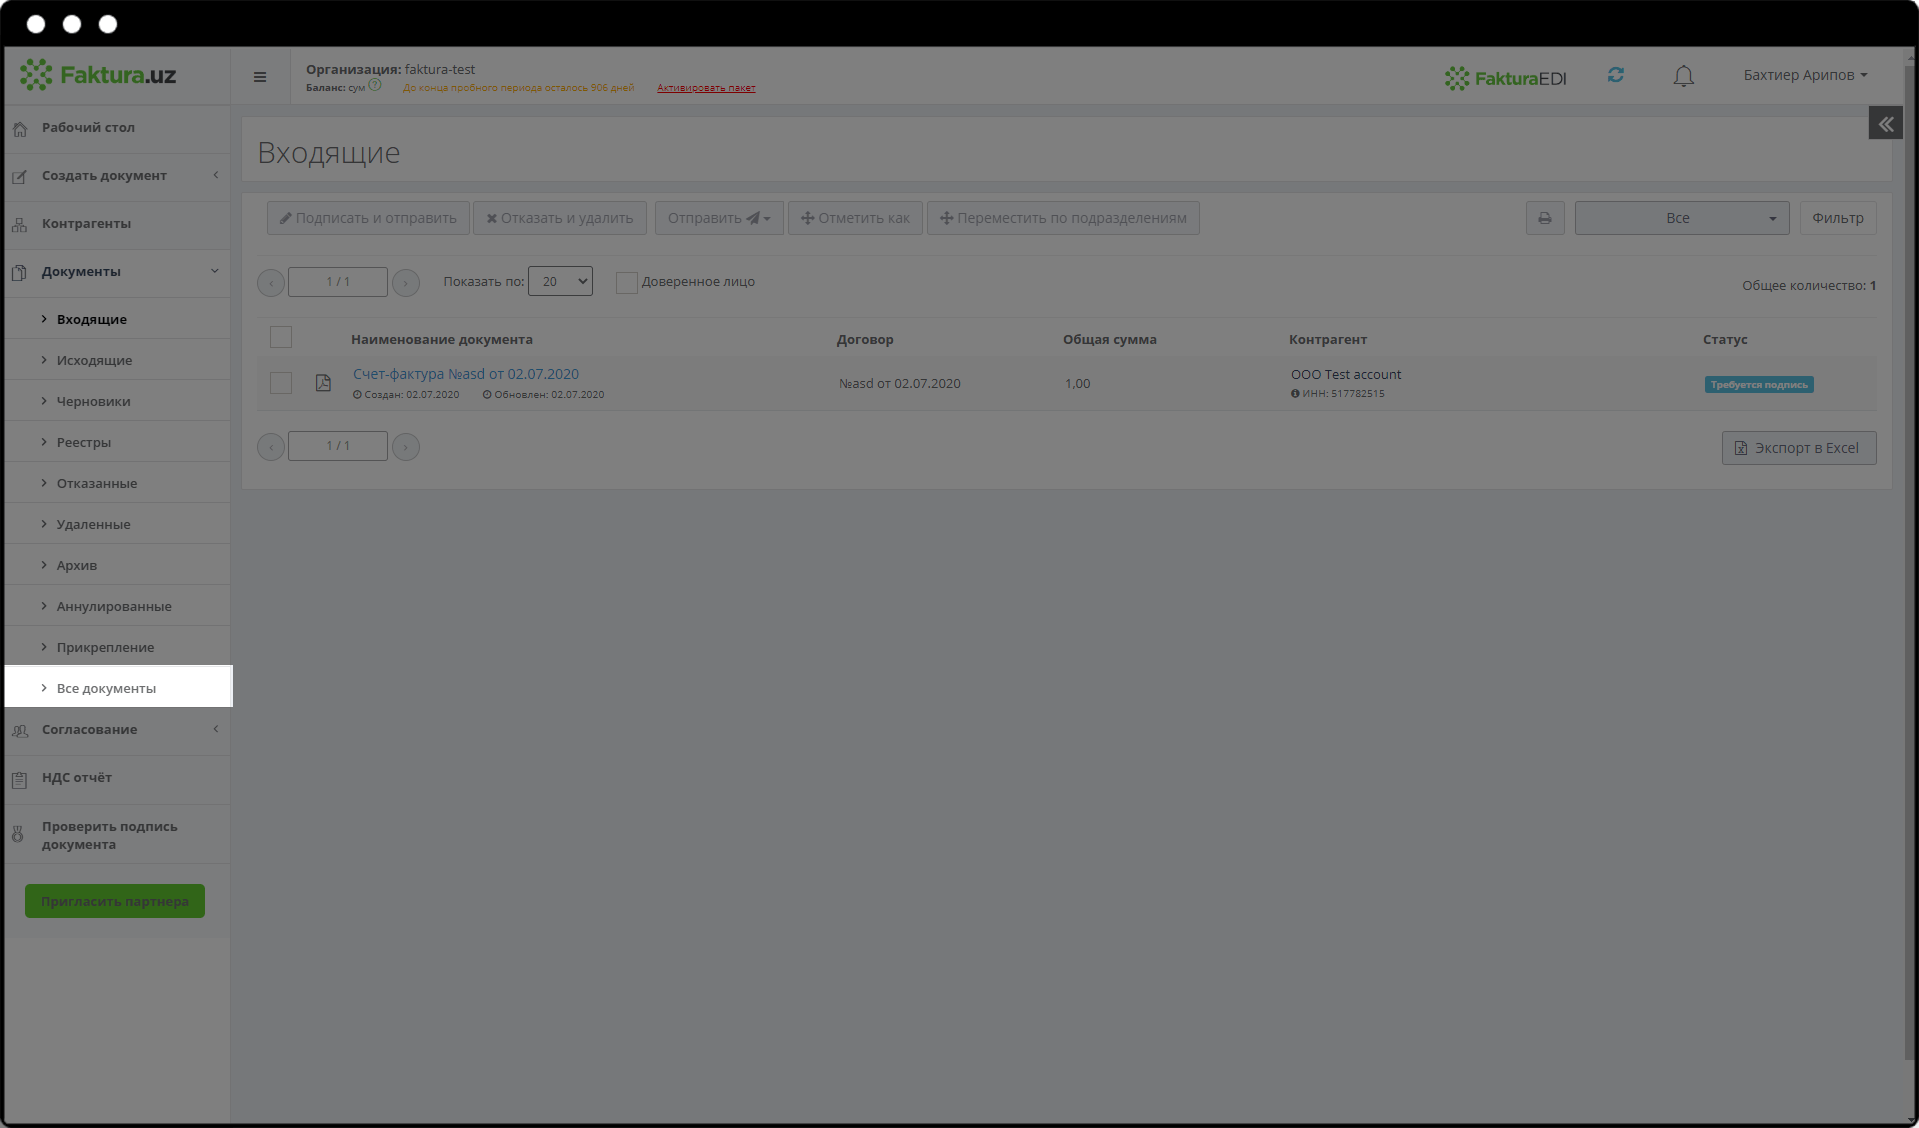 Faktura.uz
Организация: faktura-test
Баланс: сум ? До конца пробного периода осталось 906 дней Активировать пакет
FakturaEDI
Бахтиер Арипов
Рабочий стол
Создать документ
Контрагенты
Документы
Входящие
Исходящие
Черновики
Реестры
Отказанные
Удаленные
Архив
Аннулированные
Прикрепление
Все документы
Согласование
НДС отчёт
Проверить подпись
документа
Пригласить партнера
Входящие
Подписать и отправить Отказать и удалить Отправить Отметить как Переместить по подразделениям Все Фильтр
1 / 1 Показать по: 20 Доверенное лицо Общее количество: 1
Наименование документа Договор Общая сумма Контрагент Статус
Счет-фактура №asd от 02.07.2020 №asd от 02.07.2020 1,00 ООО Test account Требуется подпись
Создан: 02.07.2020 Обновлен: 02.07.2020 ИНН: 517782515
1 / 1 Экспорт в Excel